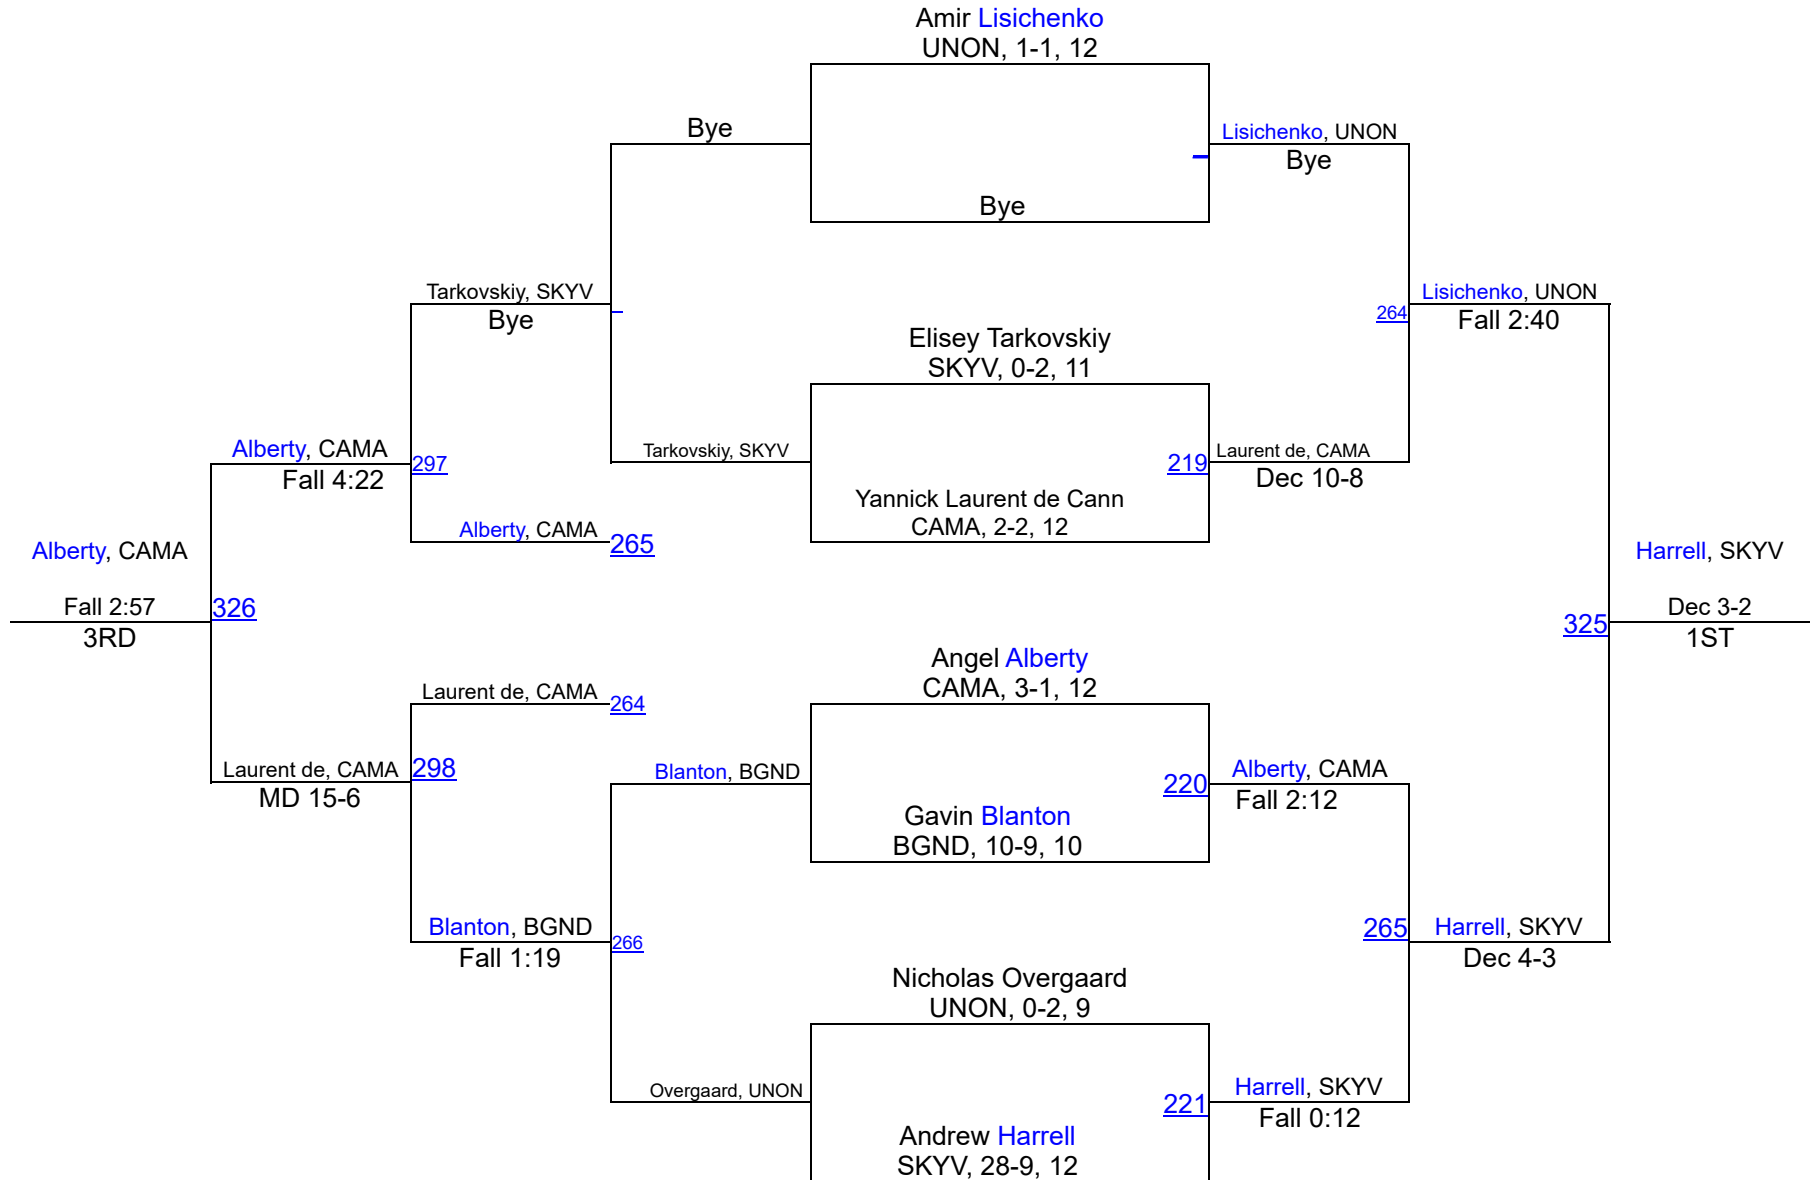 Amir Lisichenko
UNON, 1-1, 12
Bye
Lisichenko, UNON
Bye
Bye
Tarkovskiy, SKYV
Bye
Lisichenko, UNON
264
Fall 2:40
Elisey Tarkovskiy
SKYV, 0-2, 11
Alberty, CAMA
297
Fall 4:22
Tarkovskiy, SKYV
219
Laurent de, CAMA
Dec 10-8
Yannick Laurent de Cann
CAMA, 2-2, 12
Alberty, CAMA
265
Alberty, CAMA
Fall 2:57
326
3RD
Harrell, SKYV
Dec 3-2
325
1ST
Angel Alberty
CAMA, 3-1, 12
Laurent de, CAMA
264
Laurent de, CAMA
298
MD 15-6
Blanton, BGND
220
Alberty, CAMA
Fall 2:12
Gavin Blanton
BGND, 10-9, 10
Blanton, BGND
266
Fall 1:19
265
Harrell, SKYV
Dec 4-3
Nicholas Overgaard
UNON, 0-2, 9
Overgaard, UNON
221
Harrell, SKYV
Fall 0:12
Andrew Harrell
SKYV, 28-9, 12